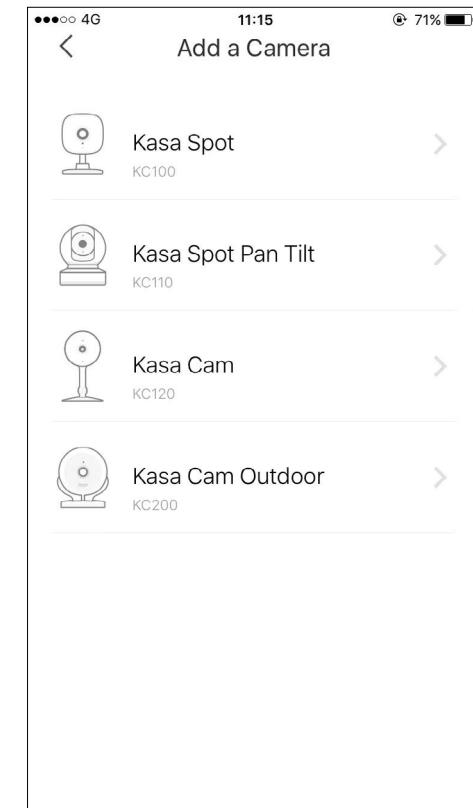 4G 11:15 71%
Add a Camera
Kasa Spot
KC100
Kasa Spot Pan Tilt
KC110
Kasa Cam
KC120
Kasa Cam Outdoor
KC200